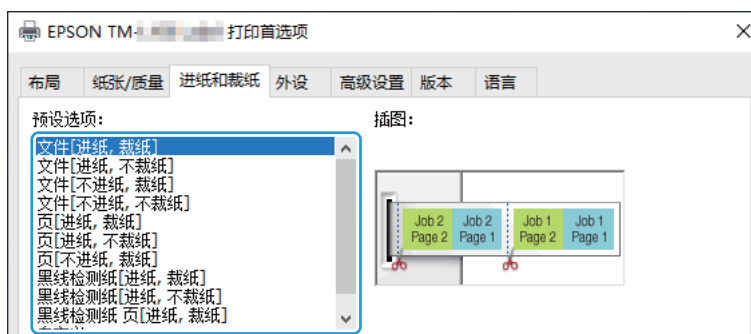 EPSON TM- 打印首选项
布局 纸张/质量 进纸和裁纸 外设 高级设置 版本 语言
预设选项: 插图:
文件[进纸, 裁纸]
文件[进纸, 不裁纸]
文件[不进纸, 裁纸]
文件[不进纸, 不裁纸]
页[进纸, 裁纸]
页[进纸, 不裁纸]
页[不进纸, 裁纸]
黑线检测纸[进纸, 裁纸]
黑线检测纸[进纸, 不裁纸]
黑线检测纸 页[进纸, 裁纸]
Job 2 Job 2 Job 1 Job 1
Page 2 Page 1 Page 2 Page 1